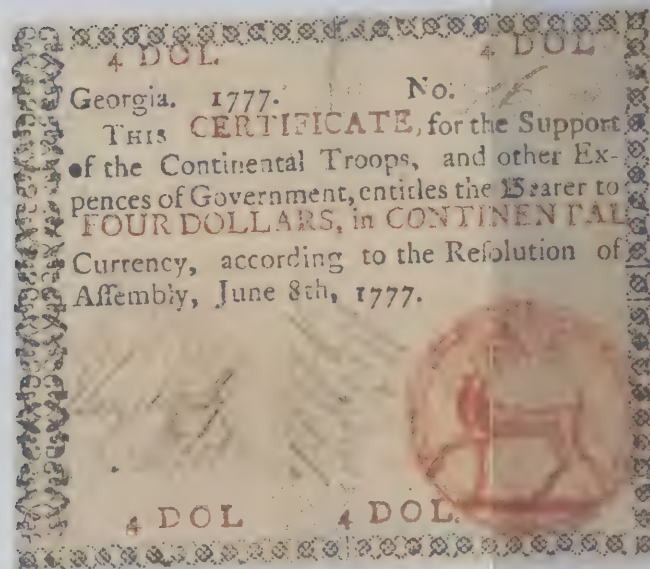 4 DOL 4 DOL
Georgia. 1777. No.
THIS CERTIFICATE, for the Support
of the Continental Troops, and other Ex-
pences of Government, entitles the Bearer to
FOUR DOLLARS, in CONTINENTAL
Currency, according to the Reſolution of
Aſſembly, June 8th, 1777.
4 DOL 4 DOL.